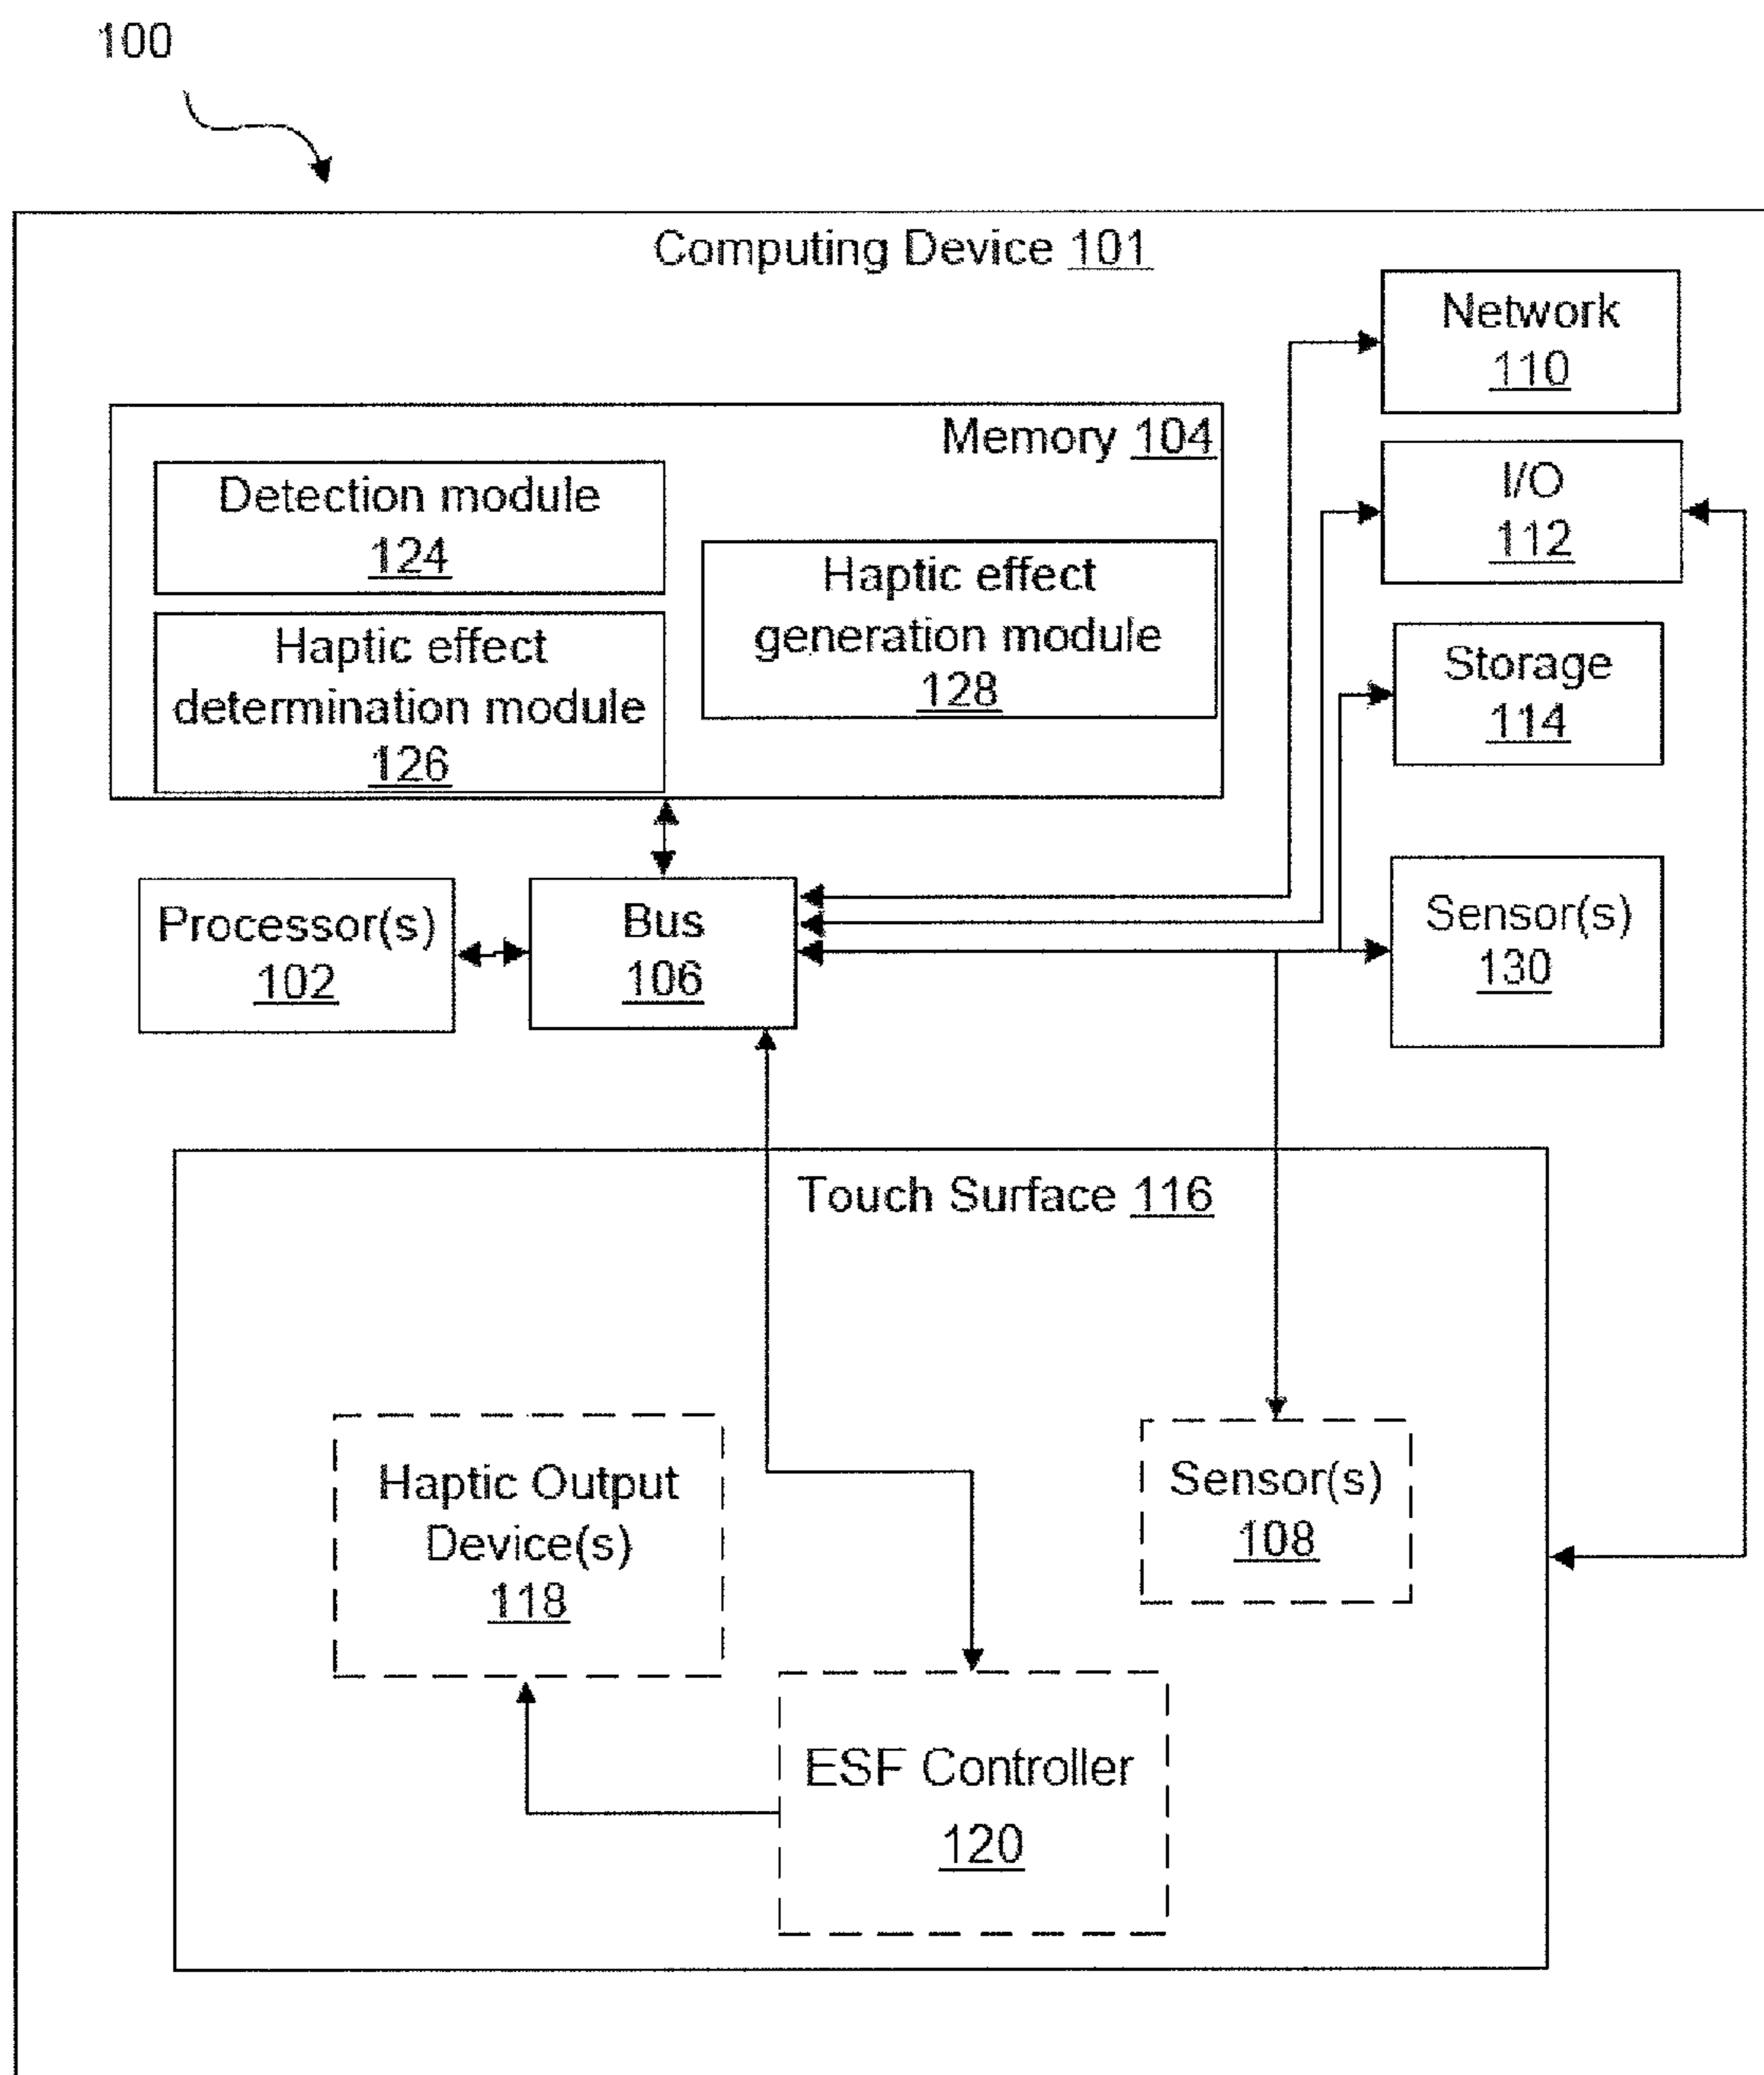 100
Computing Device 101
Network
110
Memory 104
I/O
112
Detection module
124
Haptic effect
generation module
128
Haptic effect
determination module
126
Storage
114
Processor(s)
102
Bus
106
Sensor(s)
130
Touch Surface 116
Haptic Output
Device(s)
118
Sensor(s)
108
ESF Controller
120